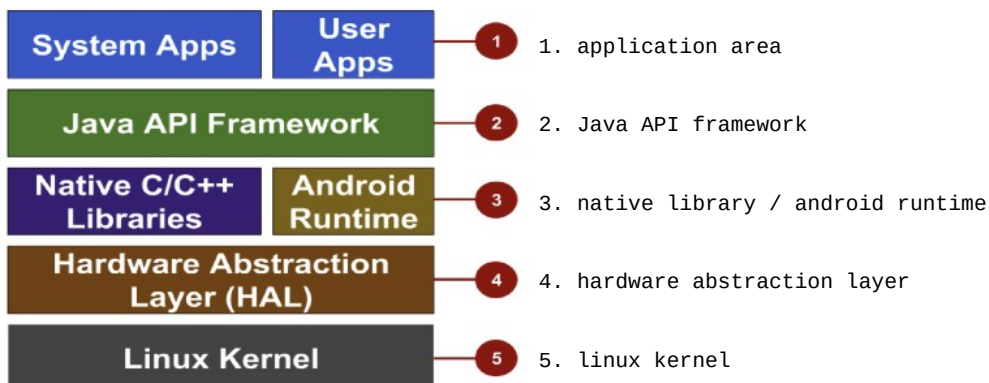 System Apps
User
Apps
1
1. application area
Java API Framework
2
2. Java API framework
Native C/C++
Libraries
Android
Runtime
3
3. native library / android runtime
Hardware Abstraction
Layer (HAL)
4
4. hardware abstraction layer
Linux Kernel
5
5. linux kernel